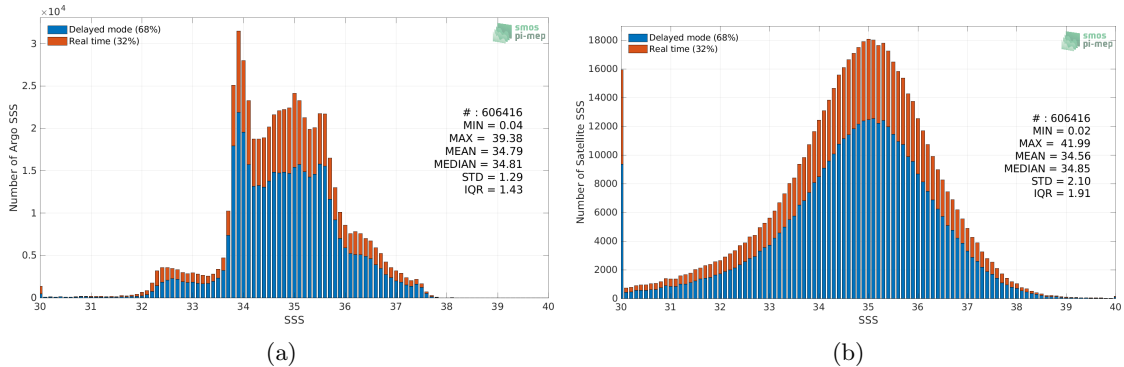 ×10⁴
Delayed mode (68%)
Real time (32%)
smos
pi-mep
3
2.5
2
1.5
1
0.5
0
Number of Argo SSS
# : 606416
MIN = 0.04
MAX = 39.38
MEAN = 34.79
MEDIAN = 34.81
STD = 1.29
IQR = 1.43
30 31 32 33 34 35 36 37 38 39 40
SSS
(a)
Delayed mode (68%)
Real time (32%)
smos
pi-mep
18000
16000
14000
12000
10000
8000
6000
4000
2000
0
Number of Satellite SSS
# : 606416
MIN = 0.02
MAX = 41.99
MEAN = 34.56
MEDIAN = 34.85
STD = 2.10
IQR = 1.91
30 31 32 33 34 35 36 37 38 39 40
SSS
(b)